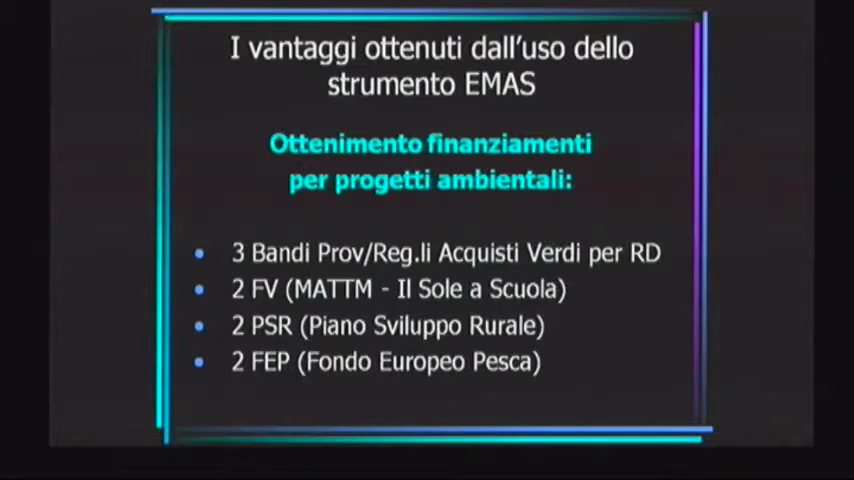 I vantaggi ottenuti dall'uso dello
strumento EMAS
Ottenimento finanziamenti
per progetti ambientali:
• 3 Bandi Prov/Reg.li Acquisti Verdi per RD
• 2 FV (MATTM - Il Sole a Scuola)
• 2 PSR (Piano Sviluppo Rurale)
• 2 FEP (Fondo Europeo Pesca)